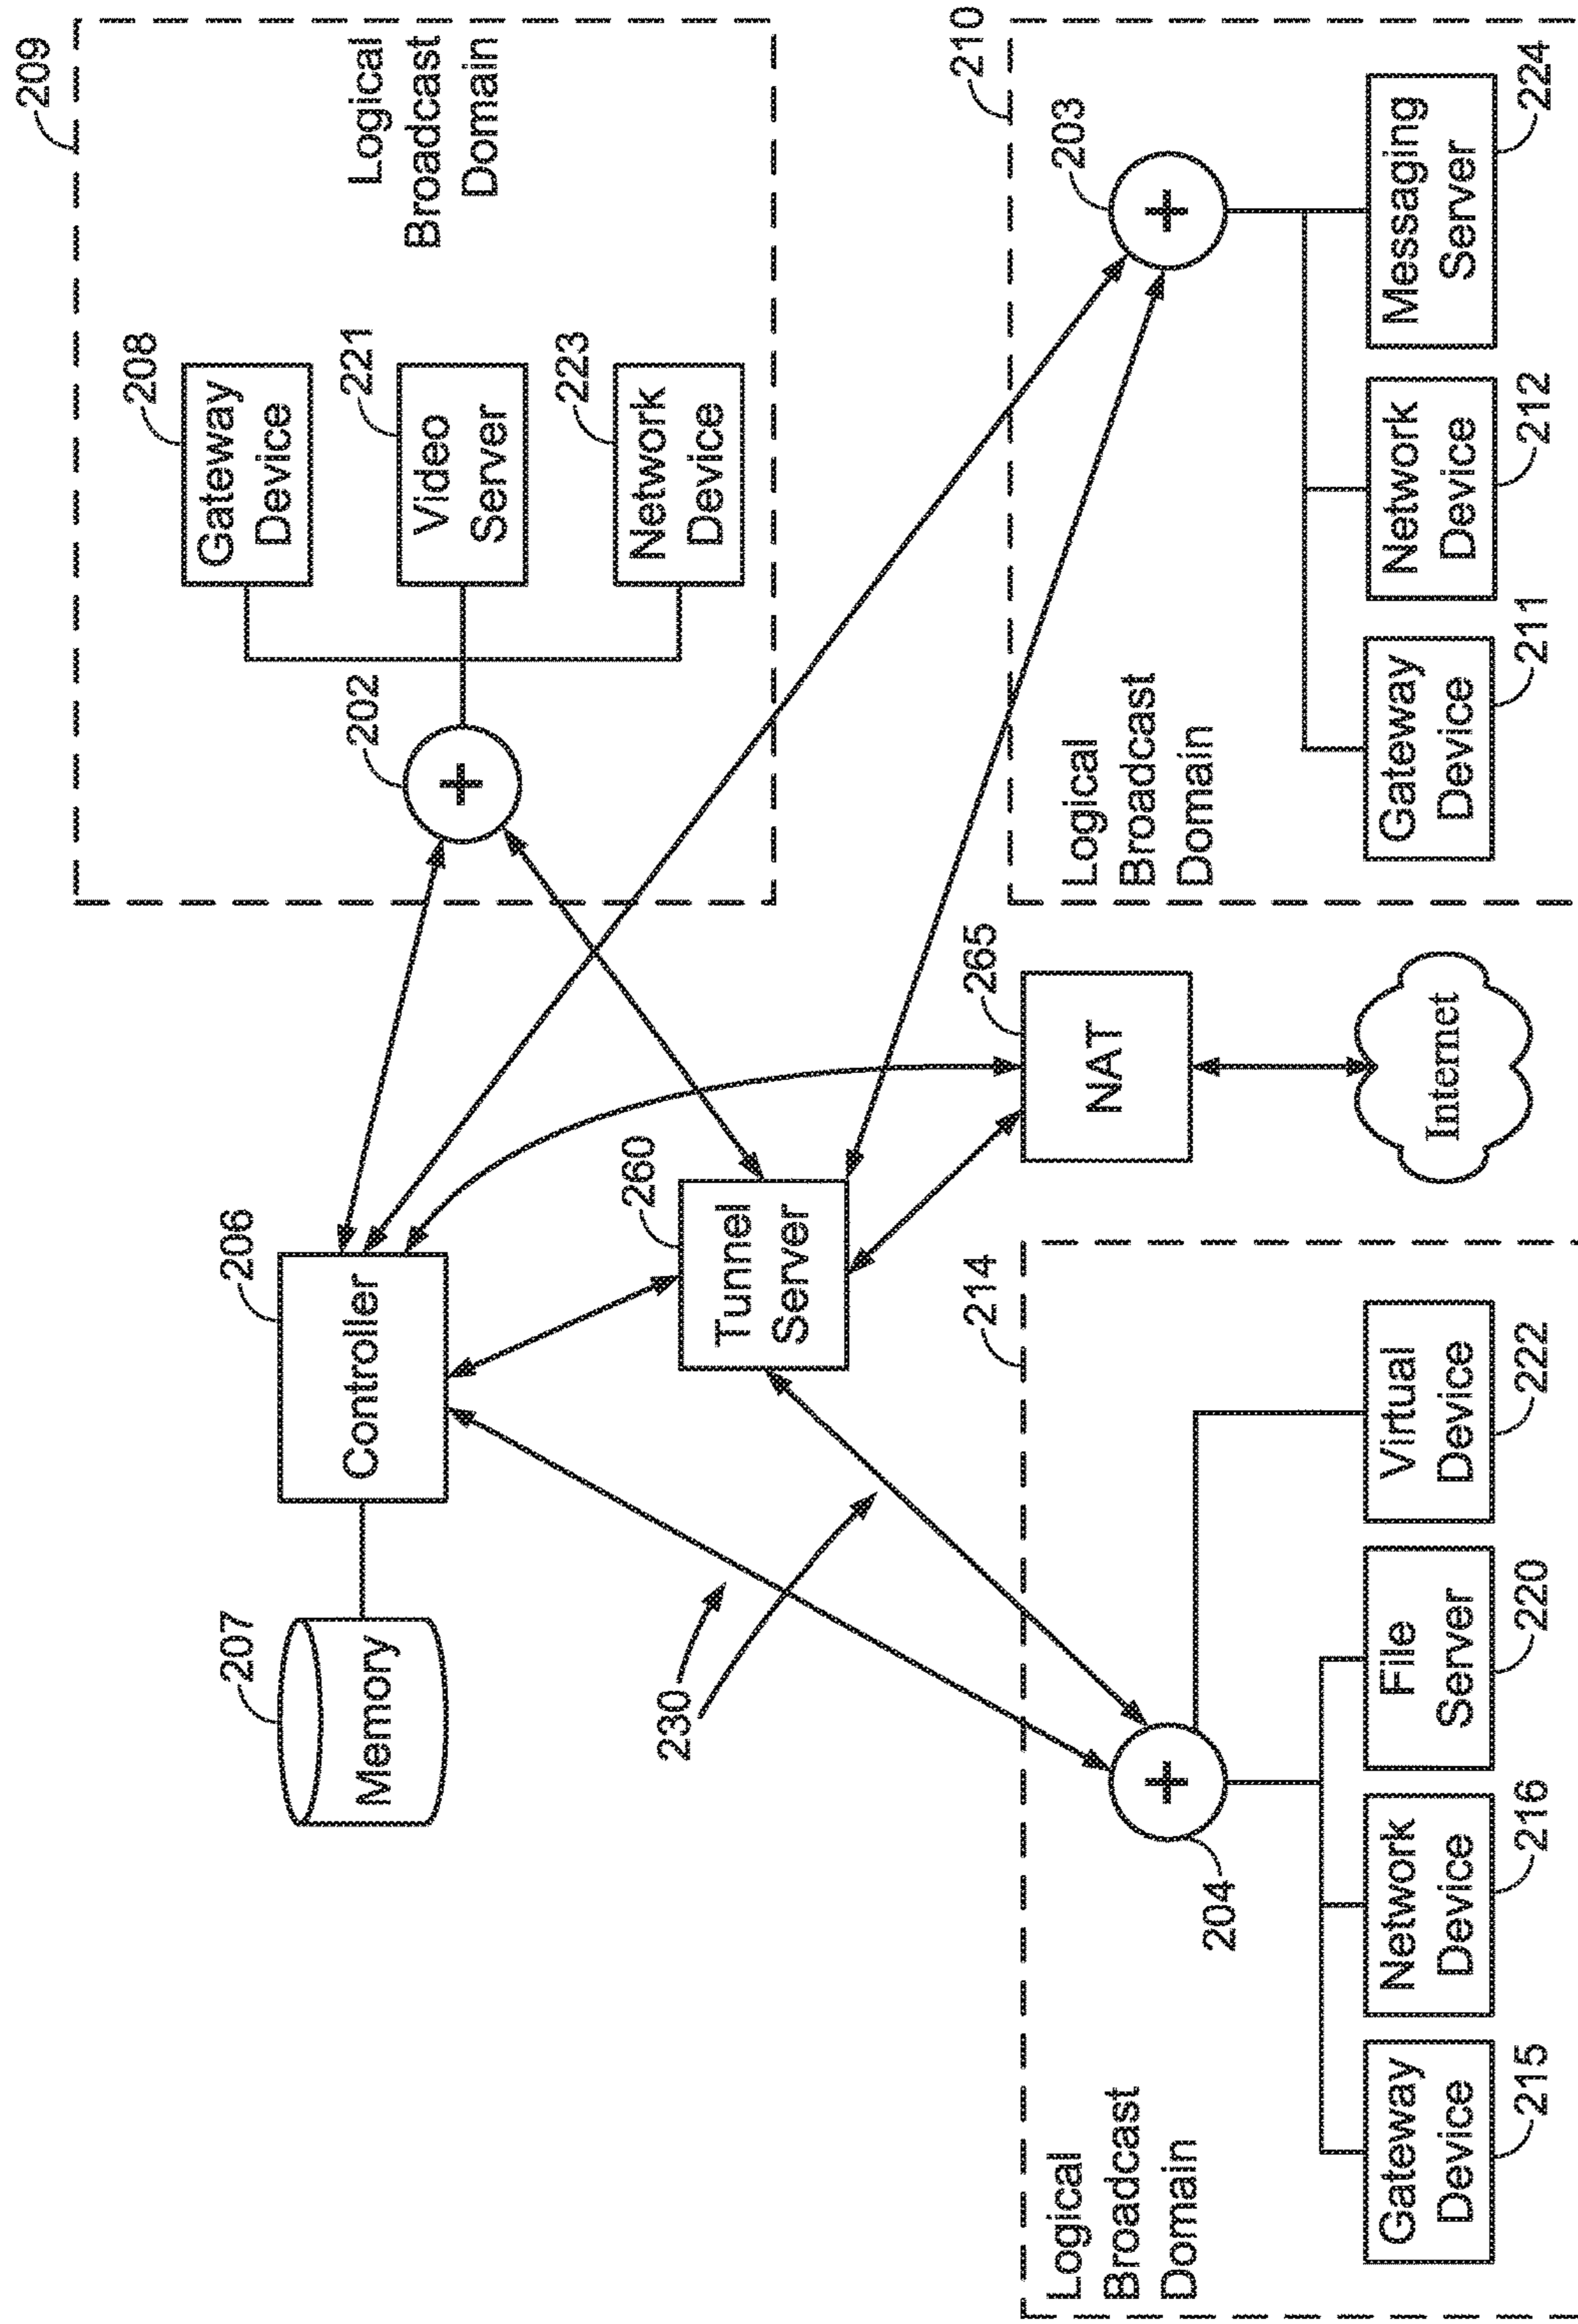 209
Logical
Broadcast
Domain
208
Gateway
Device
221
Video
Server
223
Network
Device
202
+
206
Controller
207
Memory
260
Tunnel
Server
230
265
NAT
Internet
210
Logical
Broadcast
Domain
203
+
Gateway
Device
211
Network
Device
212
Messaging
Server
224
214
Logical
Broadcast
Domain
204
+
Gateway
Device
215
Network
Device
216
File
Server
220
Virtual
Device
222